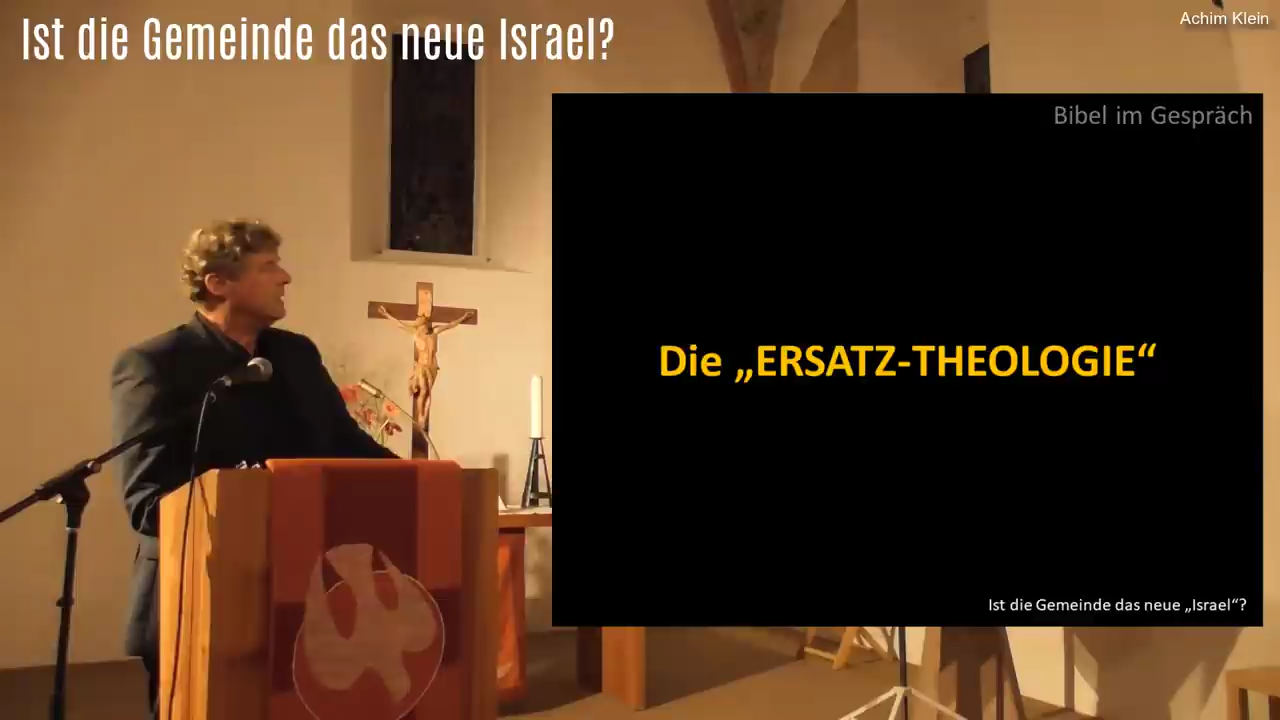 Ist die Gemeinde das neue Israel?
Achim Klein
Bibel im Gespräch
Die „ERSATZ-THEOLOGIE“
Ist die Gemeinde das neue „Israel“?